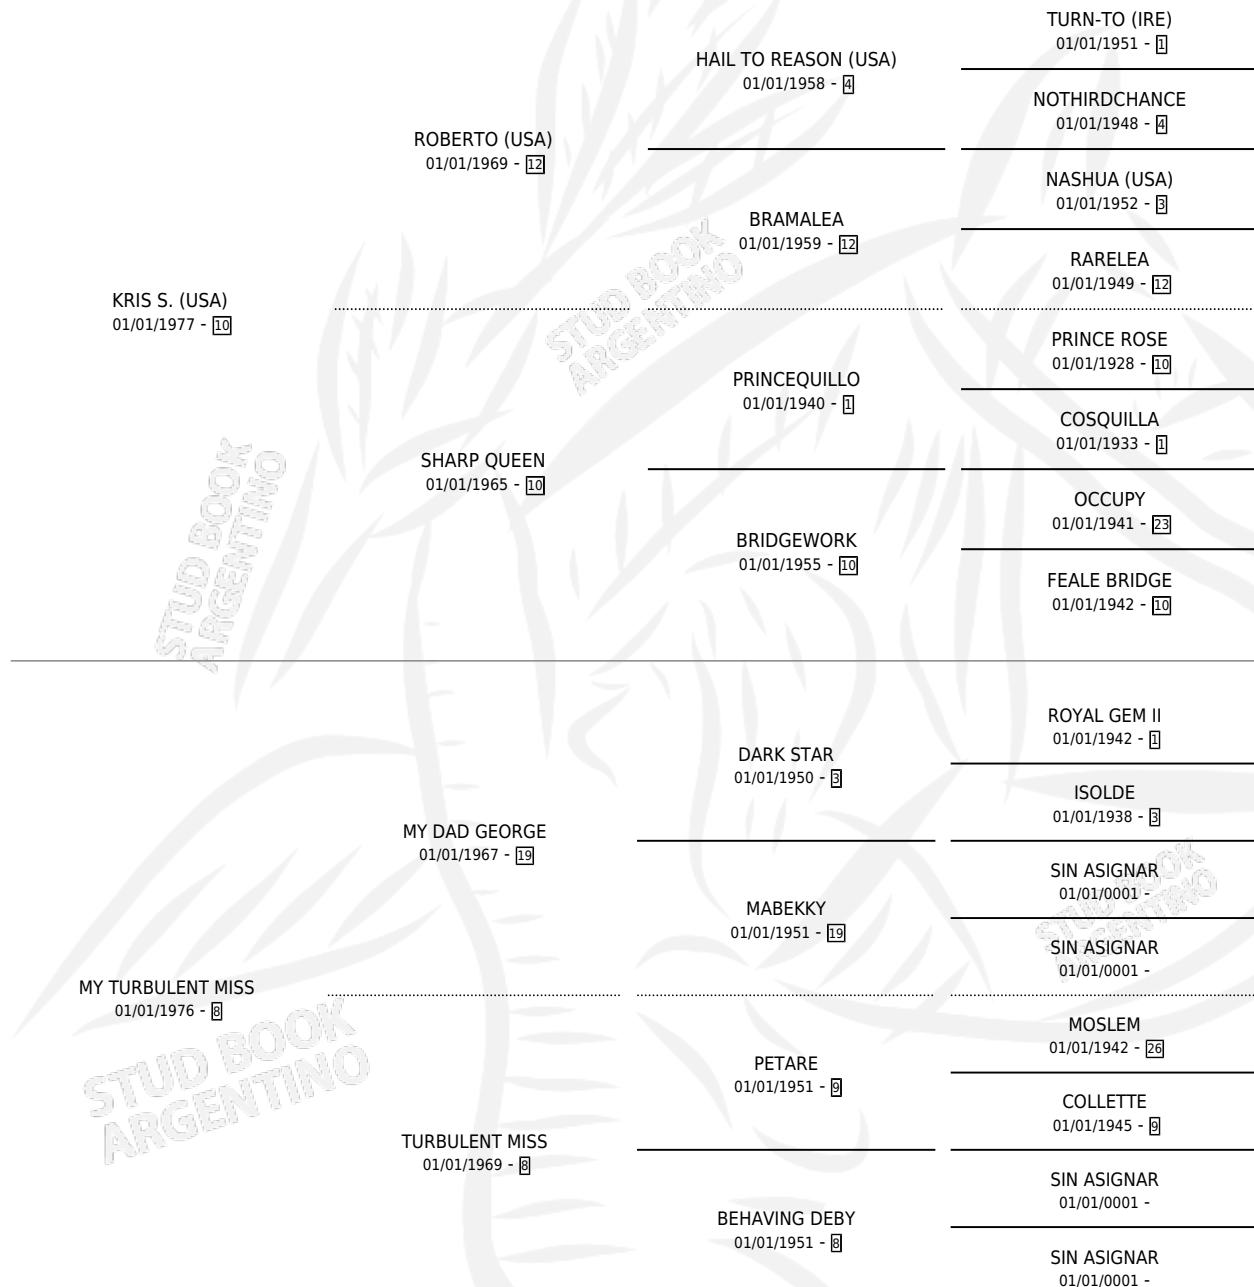 TURN-TO (IRE)
01/01/1951 - 1
HAIL TO REASON (USA)
01/01/1958 - 4
NOTHIRDCHANCE
01/01/1948 - 4
ROBERTO (USA)
01/01/1969 - 12
NASHUA (USA)
01/01/1952 - 3
BRAMALEA
01/01/1959 - 12
RARELEA
01/01/1949 - 12
KRIS S. (USA)
01/01/1977 - 10
PRINCE ROSE
01/01/1928 - 10
PRINCEQUILLO
01/01/1940 - 1
COSQUILLA
01/01/1933 - 1
SHARP QUEEN
01/01/1965 - 10
OCCUPY
01/01/1941 - 23
BRIDGEWORK
01/01/1955 - 10
FEALE BRIDGE
01/01/1942 - 10
ROYAL GEM II
01/01/1942 - 1
DARK STAR
01/01/1950 - 3
ISOLDE
01/01/1938 - 3
MY DAD GEORGE
01/01/1967 - 19
SIN ASIGNAR
01/01/0001 -
MABEKKY
01/01/1951 - 19
SIN ASIGNAR
01/01/0001 -
MY TURBULENT MISS
01/01/1976 - 8
MOSLEM
01/01/1942 - 26
PETARE
01/01/1951 - 9
COLLETTE
01/01/1945 - 9
TURBULENT MISS
01/01/1969 - 8
SIN ASIGNAR
01/01/0001 -
BEHAVING DEBY
01/01/1951 - 8
SIN ASIGNAR
01/01/0001 -
STUD BOOK
ARGENTINO
STUD BOOK
ARGENTINO
STUD BOOK
ARGENTINO
STUD BOOK
ARGENTINO